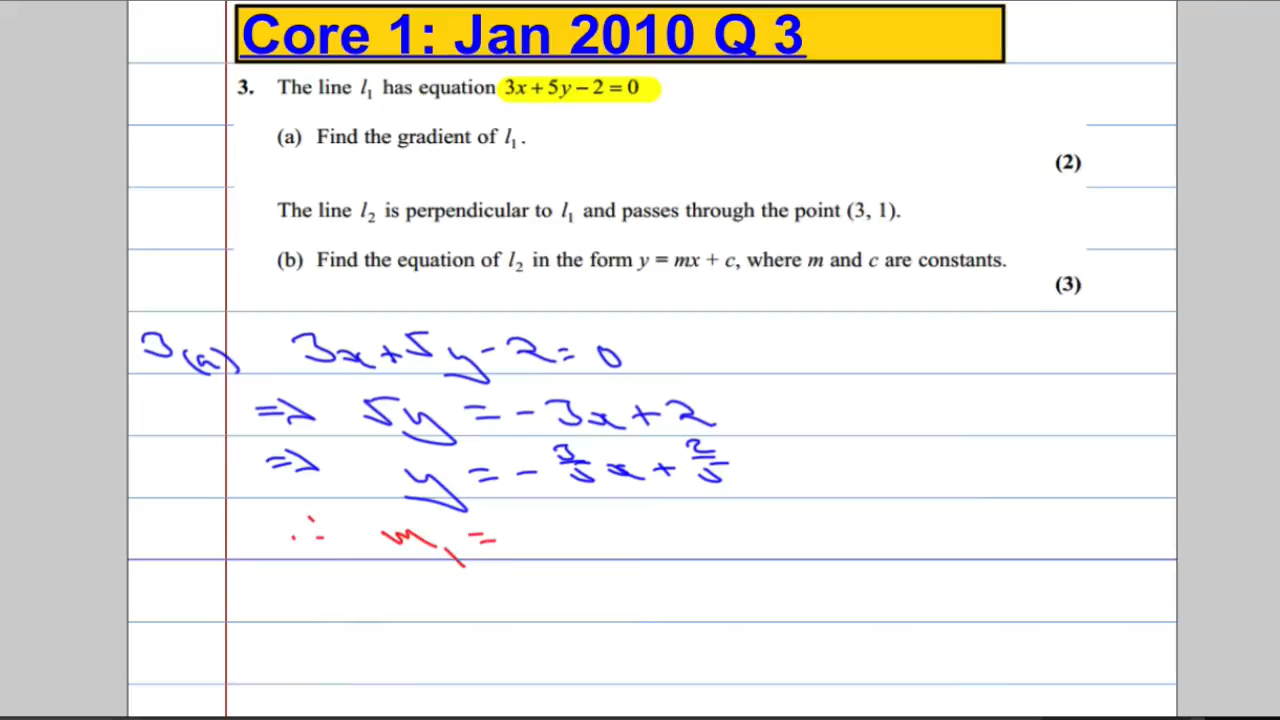 Core 1: Jan 2010 Q 3
3. The line l₁ has equation 3x + 5y − 2 = 0
(a) Find the gradient of l₁.
(2)
The line l₂ is perpendicular to l₁ and passes through the point (3, 1).
(b) Find the equation of l₂ in the form y = mx + c, where m and c are constants.
(3)
3(a) 3x + 5y − 2 = 0
⇒ 5y = −3x + 2
⇒ y = −3/5 x + 2/5
∴ m₁ =